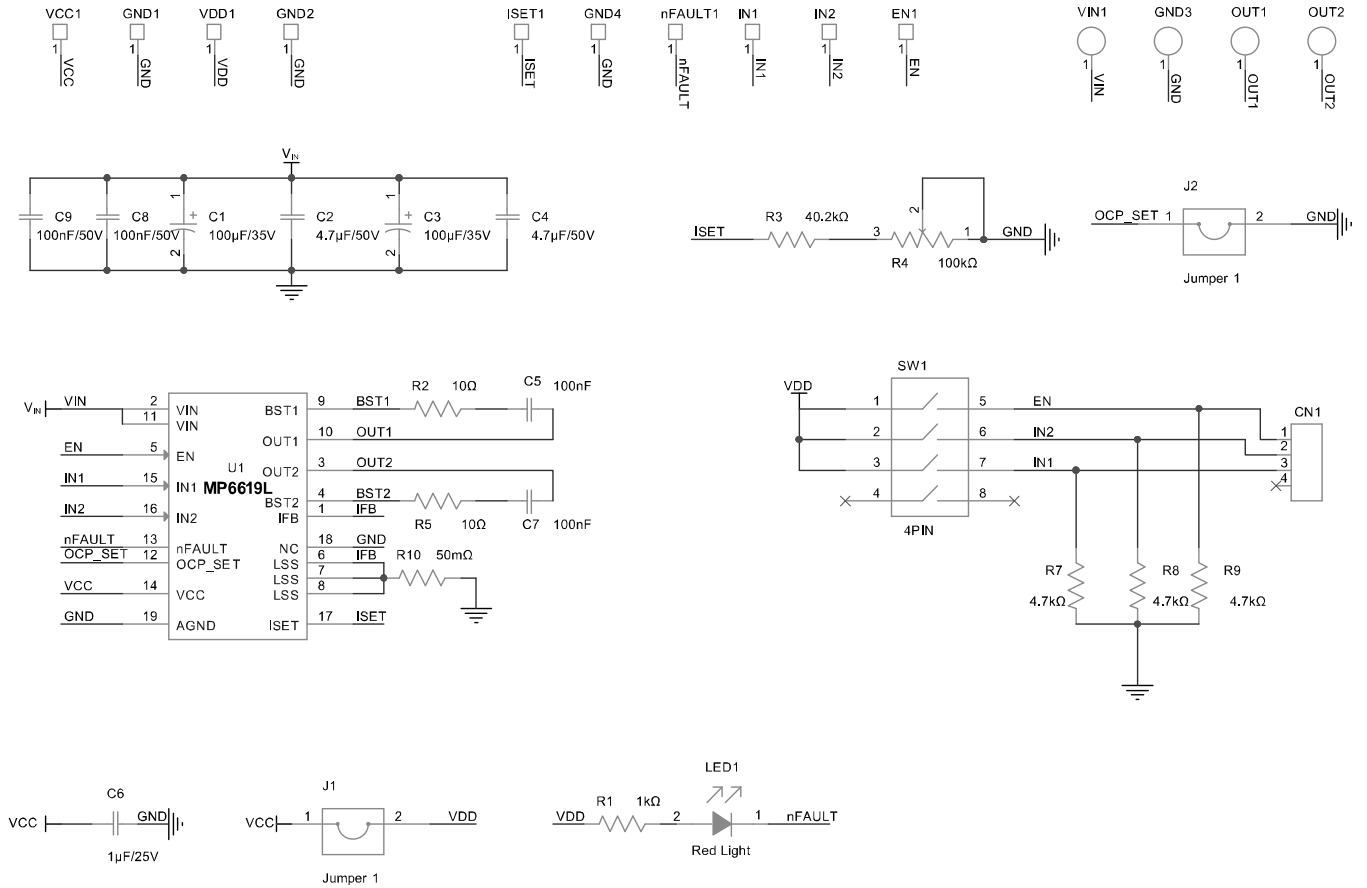 VCC1 GND1 VDD1 GND2 ISET1 GND4 nFAULT1 IN1 IN2 EN1 VIN1 GND3 OUT1 OUT2
1 1 1 1 1 1 1 1 1 1 1 1 1 1
VCC GND VDD GND ISET GND nFAULT IN1 IN2 EN VIN GND OUT1 OUT2
VIN
1 1
C9 C8 C1 C2 C3 C4
100nF/50V 100nF/50V 100µF/35V 4.7µF/50V 100µF/35V 4.7µF/50V
+ +
2 2
ISET R3 40.2kΩ 3 2 1 GND
R4 100kΩ
J2
OCP_SET 1 2 GND
Jumper 1
VIN VIN 2 VIN
11 VIN
EN 5 EN
IN1 15 IN1
IN2 16 IN2
nFAULT 13 nFAULT
OCP_SET 12 OCP_SET
VCC 14 VCC
GND 19 AGND
U1
MP6619L
BST1 9 BST1 R2 10Ω C5 100nF
OUT1 10 OUT1
OUT2 3 OUT2
BST2 4 BST2 R5 10Ω C7 100nF
IFB 1 IFB
NC 18 GND
LSS 6 IFB R10 50mΩ
LSS 7
LSS 8
ISET 17 ISET
SW1
VDD
1 5 EN
2 6 IN2
3 7 IN1
4 8
4PIN
CN1
1
2
3
4
R7 R8 R9
4.7kΩ 4.7kΩ 4.7kΩ
C6
VCC GND
1µF/25V
J1
VCC 1 2 VDD
Jumper 1
LED1
VDD R1 1kΩ 2 1 nFAULT
Red Light